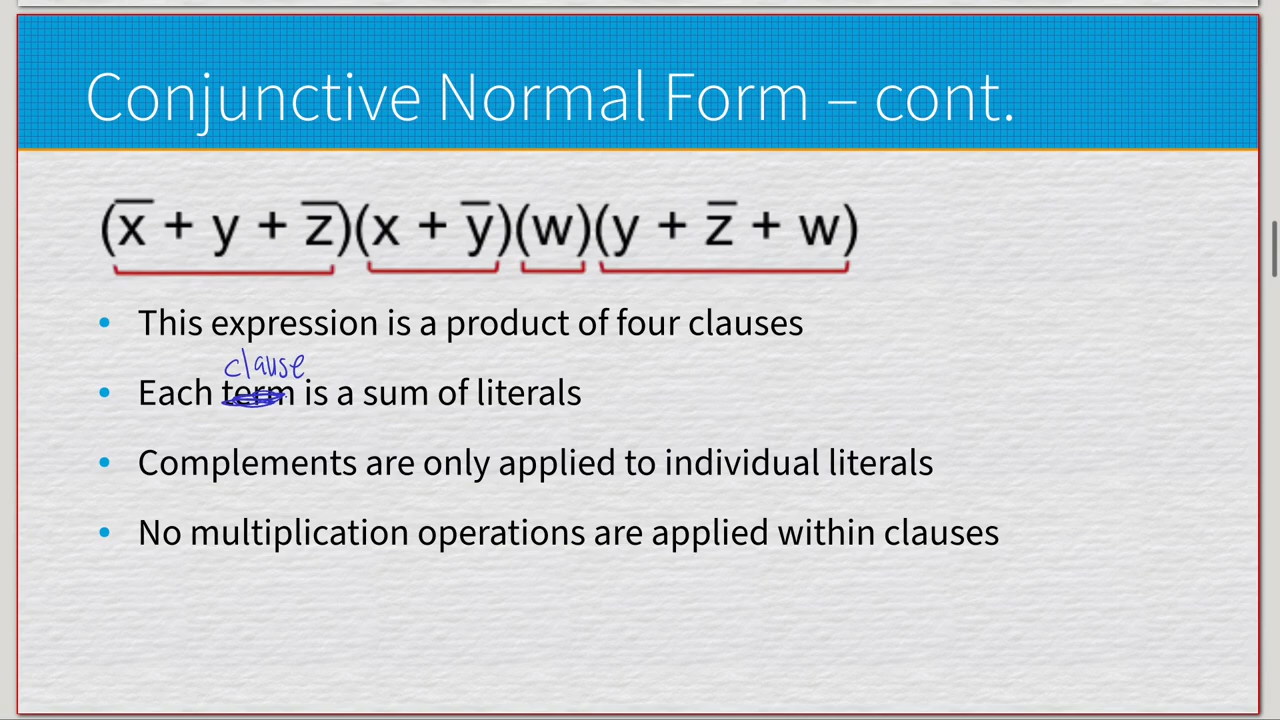 Conjunctive Normal Form – cont.
(x̅ + y + z̅)(x + y̅)(w)(y + z̅ + w)
• This expression is a product of four clauses
clause
• Each term is a sum of literals
• Complements are only applied to individual literals
• No multiplication operations are applied within clauses